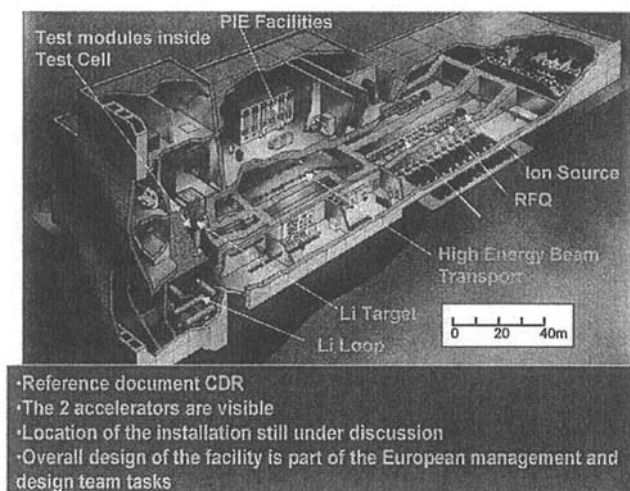 PIE Facilities
Test modules inside
Test Cell
Ion Source
RFQ
High Energy Beam
Transport
Li Target
Li Loop
0 20 40m
•Reference document CDR
•The 2 accelerators are visible
•Location of the installation still under discussion
•Overall design of the facility is part of the European management and
design team tasks